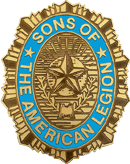 SONS OF
THE AMERICAN LEGION